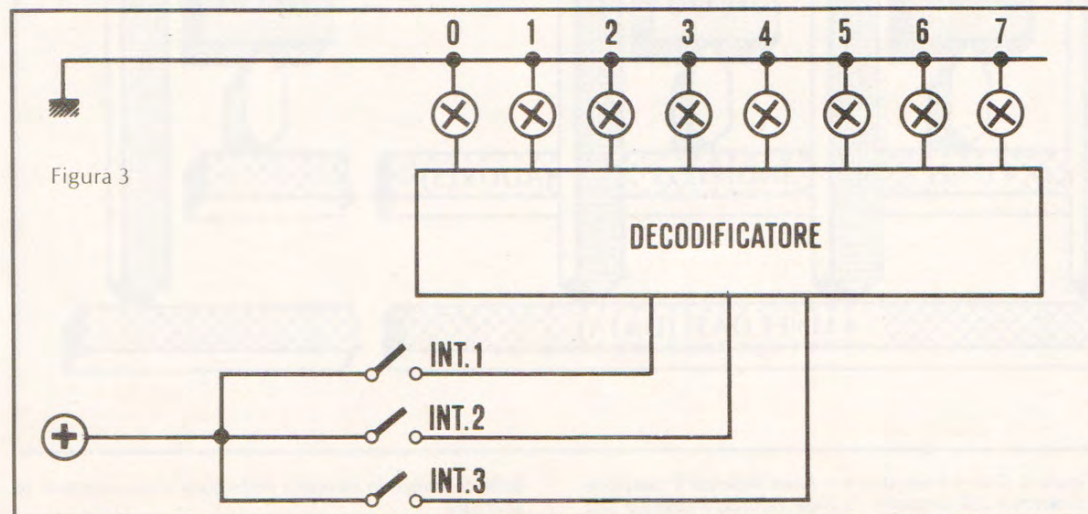 0 1 2 3 4 5 6 7
Figura 3
DECODIFICATORE
INT.1
INT.2
+
INT.3